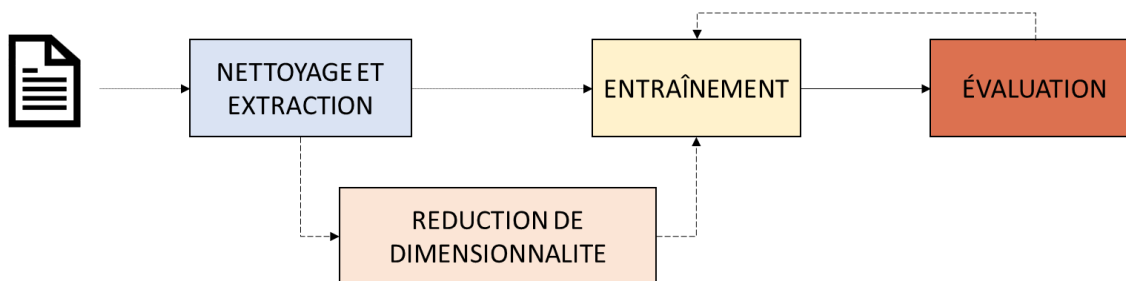 NETTOYAGE ET
EXTRACTION
ENTRAÎNEMENT
ÉVALUATION
REDUCTION DE
DIMENSIONNALITE